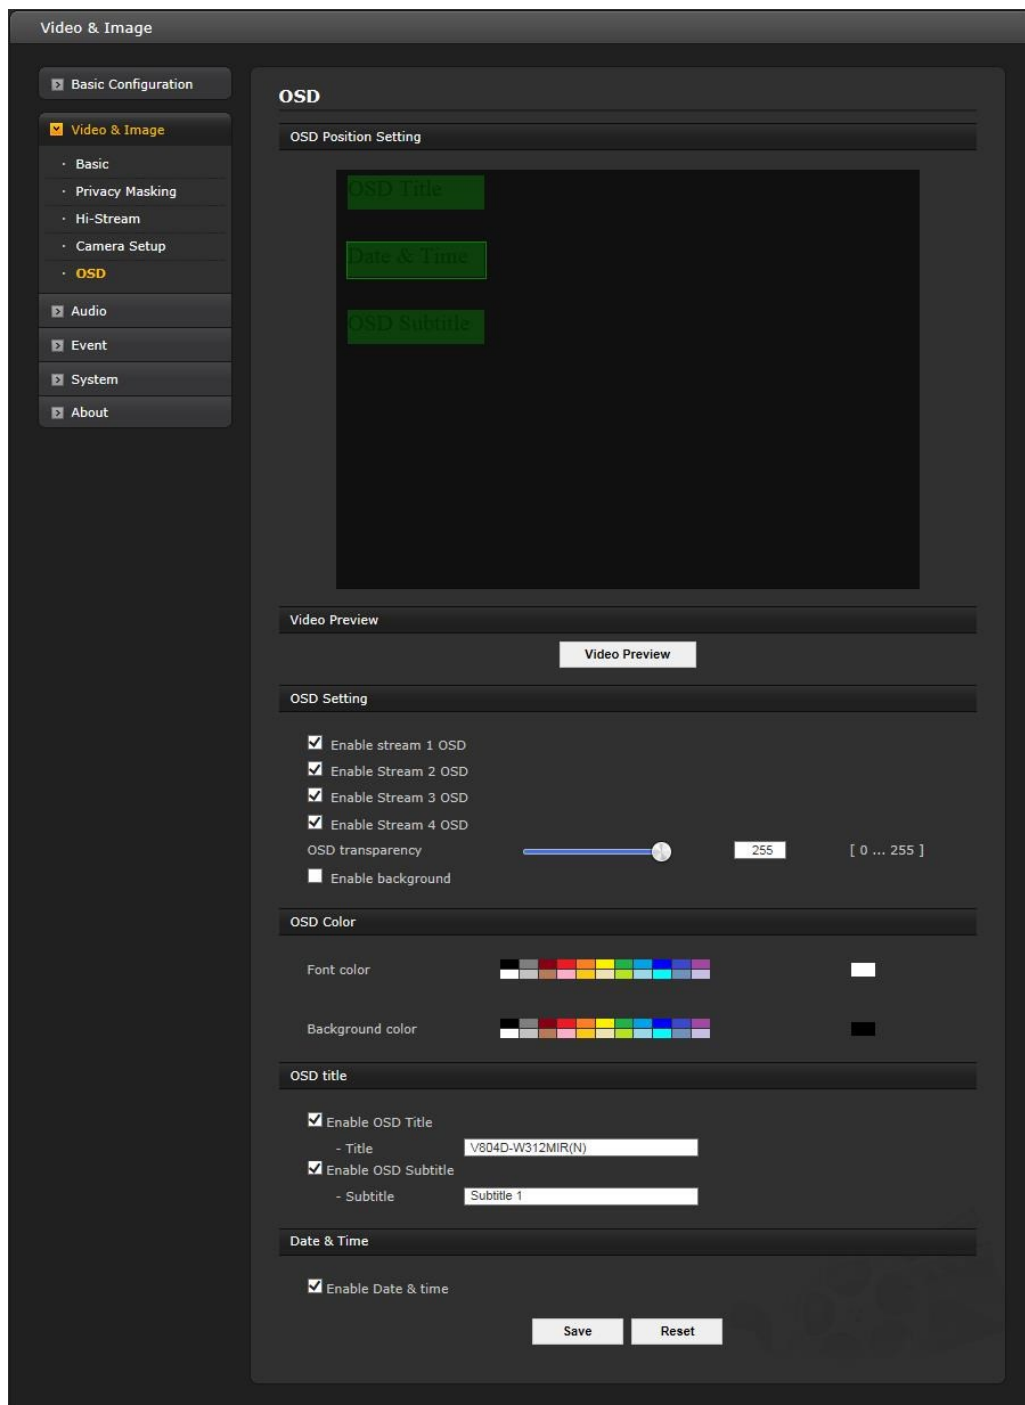 Video & Image
Basic Configuration
Video & Image
· Basic
· Privacy Masking
· Hi-Stream
· Camera Setup
· OSD
Audio
Event
System
About
OSD
OSD Position Setting
OSD Title
Date & Time
OSD Subtitle
Video Preview
Video Preview
OSD Setting
Enable stream 1 OSD
Enable Stream 2 OSD
Enable Stream 3 OSD
Enable Stream 4 OSD
OSD transparency 255 [ 0 ... 255 ]
Enable background
OSD Color
Font color
Background color
OSD title
Enable OSD Title
- Title V804D-W312MIR(N)
Enable OSD Subtitle
- Subtitle Subtitle 1
Date & Time
Enable Date & time
Save Reset